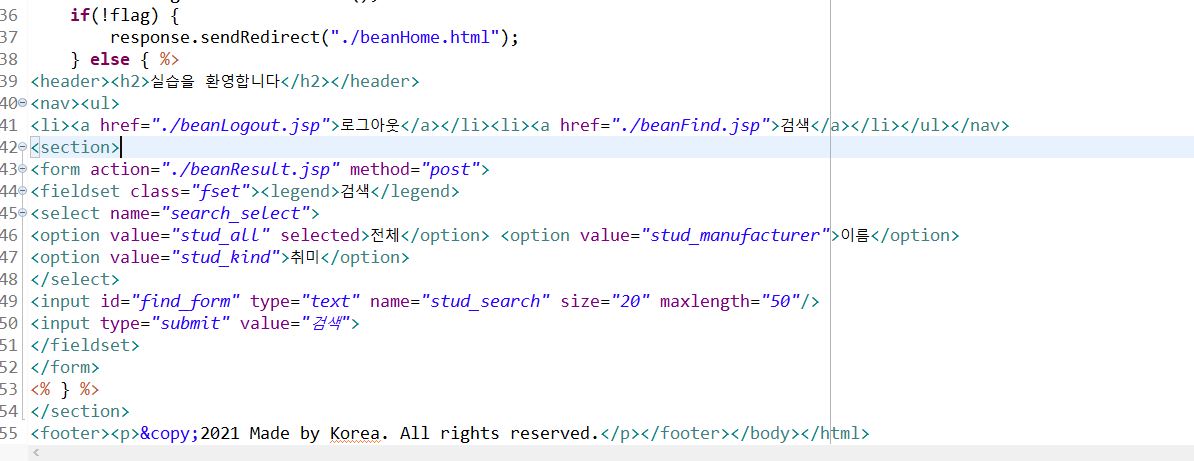 36 if(!flag) {
37 response.sendRedirect("./beanHome.html");
38 } else { %>
39 <header><h2>실습을 환영합니다</h2></header>
40 <nav><ul>
41 <li><a href="./beanLogout.jsp">로그아웃</a></li><li><a href="./beanFind.jsp">검색</a></li></ul></nav>
42 <section>
43 <form action="./beanResult.jsp" method="post">
44 <fieldset class="fset"><legend>검색</legend>
45 <select name="search_select">
46 <option value="stud_all" selected>전체</option> <option value="stud_manufacturer">이름</option>
47 <option value="stud_kind">취미</option>
48 </select>
49 <input id="find_form" type="text" name="stud_search" size="20" maxlength="50"/>
50 <input type="submit" value="검색">
51 </fieldset>
52 </form>
53 <% } %>
54 </section>
55 <footer><p>&copy;2021 Made by Korea. All rights reserved.</p></footer></body></html>